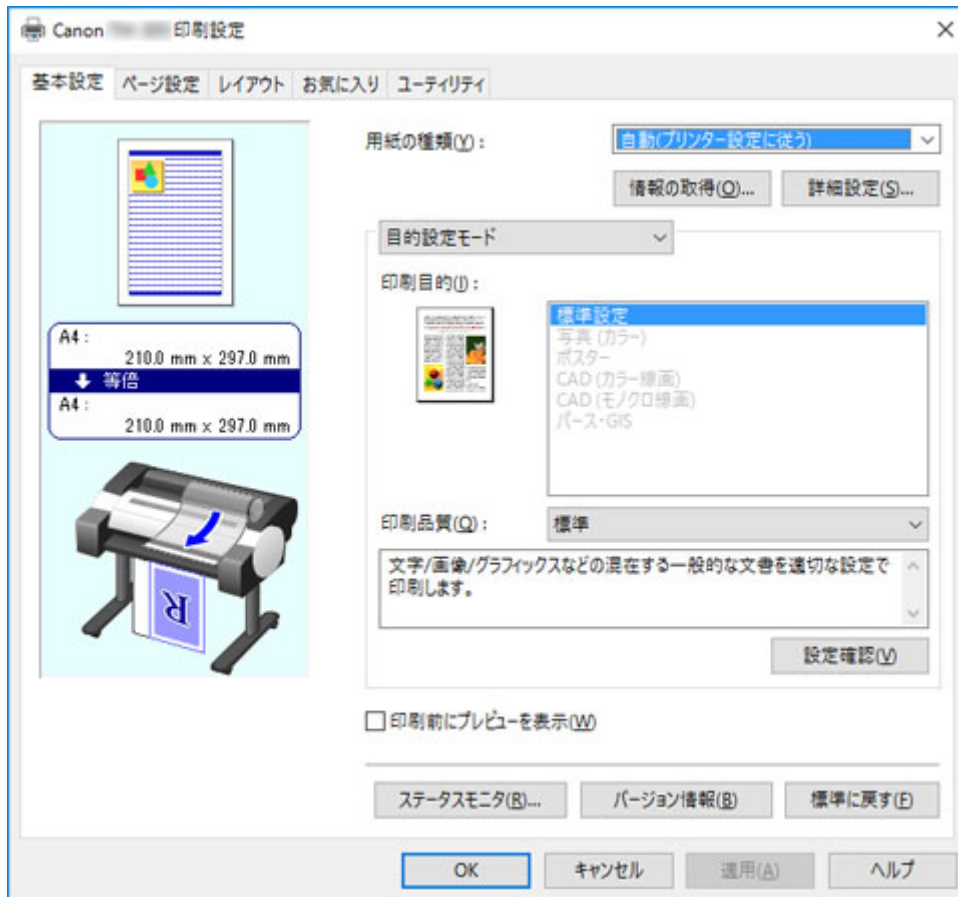 Canon 印刷設定
基本設定 ページ設定 レイアウト お気に入り ユーティリティ
用紙の種類(Y):
自動(プリンター設定に従う)
情報の取得(O)... 詳細設定(S)...
目的設定モード
印刷目的(I):
標準設定
写真 (カラー)
ポスター
CAD (カラー線画)
CAD (モノクロ線画)
パース・GIS
A4 :
210.0 mm x 297.0 mm
等倍
A4 :
210.0 mm x 297.0 mm
R
印刷品質(Q): 標準
文字/画像/グラフィックスなどの混在する一般的な文書を適切な設定で
印刷します。
設定確認(V)
印刷前にプレビューを表示(W)
ステータスモニタ(R)... バージョン情報(B) 標準に戻す(F)
OK キャンセル 適用(A) ヘルプ